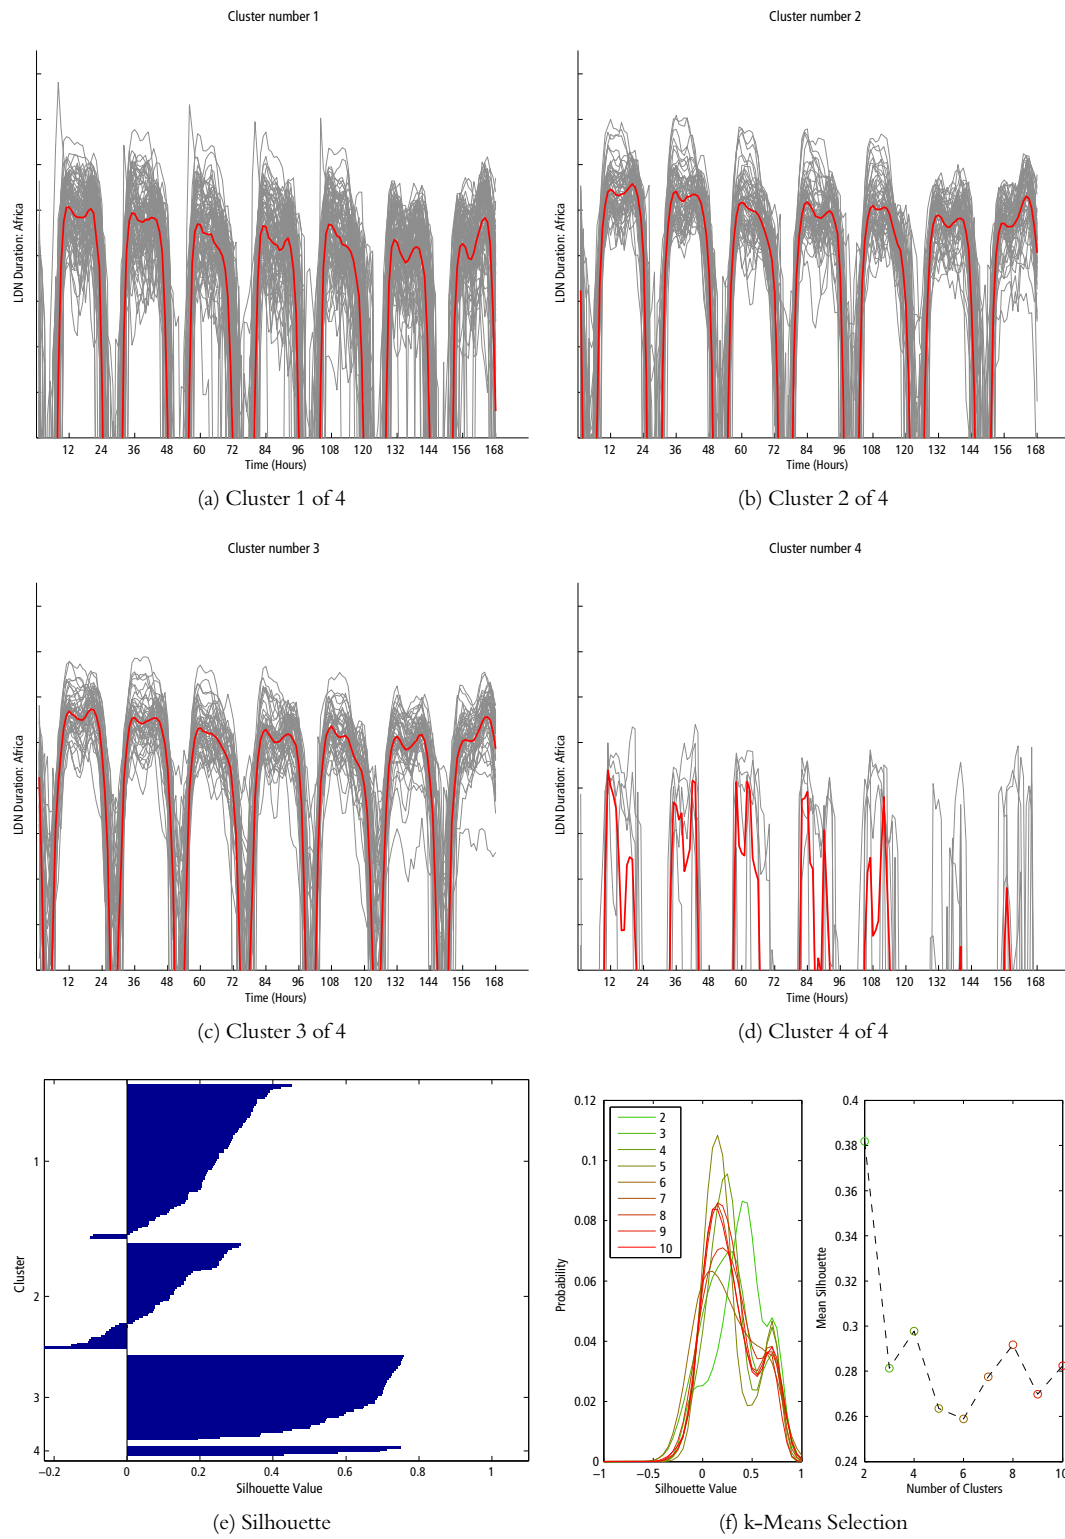 Cluster number 1
LDN Duration: Africa
12 24 36 48 60 72 84 96 108 120 132 144 156 168
Time (Hours)
(a) Cluster 1 of 4
Cluster number 2
LDN Duration: Africa
12 24 36 48 60 72 84 96 108 120 132 144 156 168
Time (Hours)
(b) Cluster 2 of 4
Cluster number 3
LDN Duration: Africa
12 24 36 48 60 72 84 96 108 120 132 144 156 168
Time (Hours)
(c) Cluster 3 of 4
Cluster number 4
LDN Duration: Africa
12 24 36 48 60 72 84 96 108 120 132 144 156 168
Time (Hours)
(d) Cluster 4 of 4
Cluster
1
2
3
4
−0.2 0 0.2 0.4 0.6 0.8 1
Silhouette Value
(e) Silhouette
Probability
0.12
0.1
0.08
0.06
0.04
0.02
0
2
3
4
5
6
7
8
9
10
−1 −0.5 0 0.5 1
Silhouette Value
Mean Silhouette
0.4
0.38
0.36
0.34
0.32
0.3
0.28
0.26
0.24
2 4 6 8 10
Number of Clusters
(f) k-Means Selection